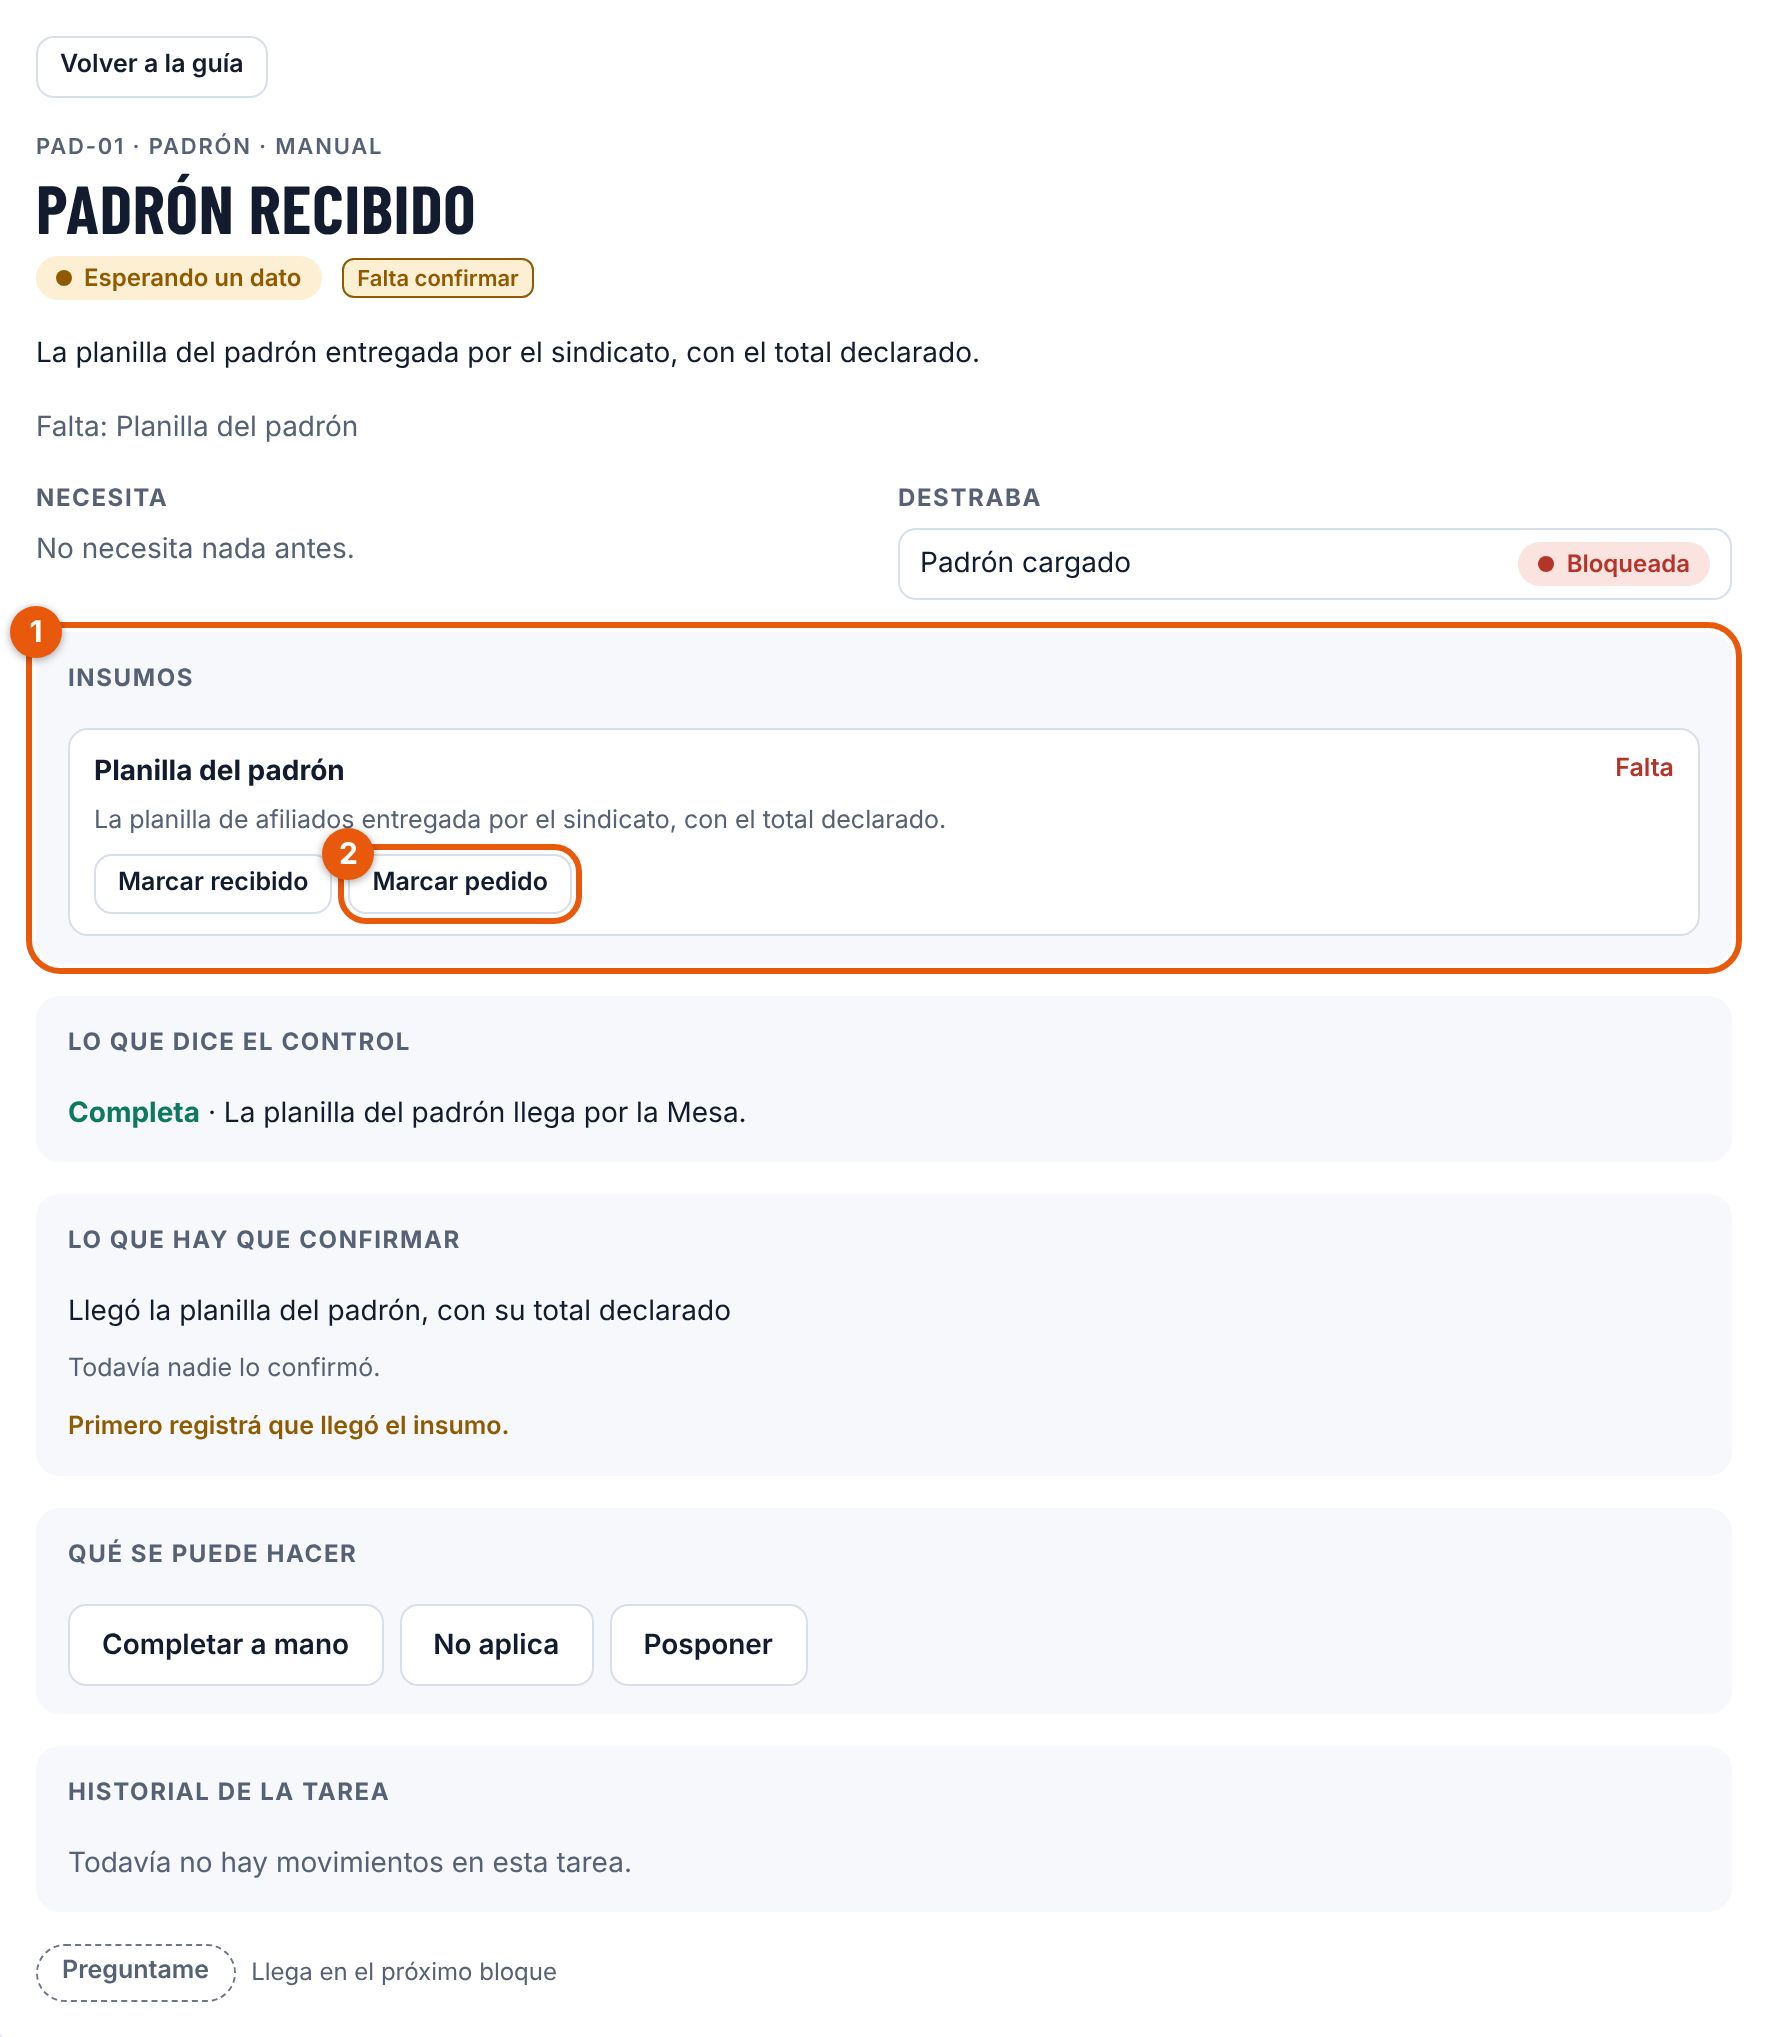 Volver a la guía
PAD-01 · PADRÓN · MANUAL
PADRÓN RECIBIDO
Esperando un dato
Falta confirmar
La planilla del padrón entregada por el sindicato, con el total declarado.
Falta: Planilla del padrón
NECESITA
No necesita nada antes.
DESTRABA
Padrón cargado
Bloqueada
1
INSUMOS
Planilla del padrón
Falta
La planilla de afiliados entregada por el sindicato, con el total declarado.
Marcar recibido
2
Marcar pedido
LO QUE DICE EL CONTROL
Completa · La planilla del padrón llega por la Mesa.
LO QUE HAY QUE CONFIRMAR
Llegó la planilla del padrón, con su total declarado
Todavía nadie lo confirmó.
Primero registrá que llegó el insumo.
QUÉ SE PUEDE HACER
Completar a mano
No aplica
Posponer
HISTORIAL DE LA TAREA
Todavía no hay movimientos en esta tarea.
Preguntame
Llega en el próximo bloque